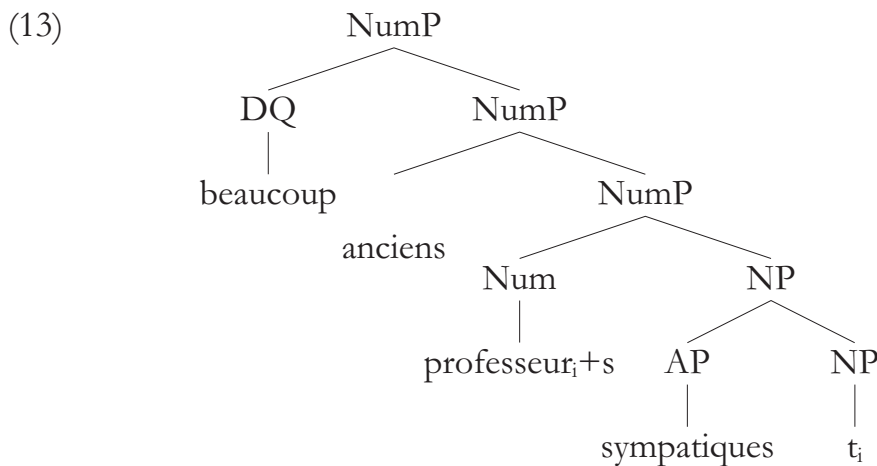 (13) NumP
DQ NumP
beaucoup NumP
anciens
Num NP
professeurᵢ+s AP NP
sympatiques tᵢ